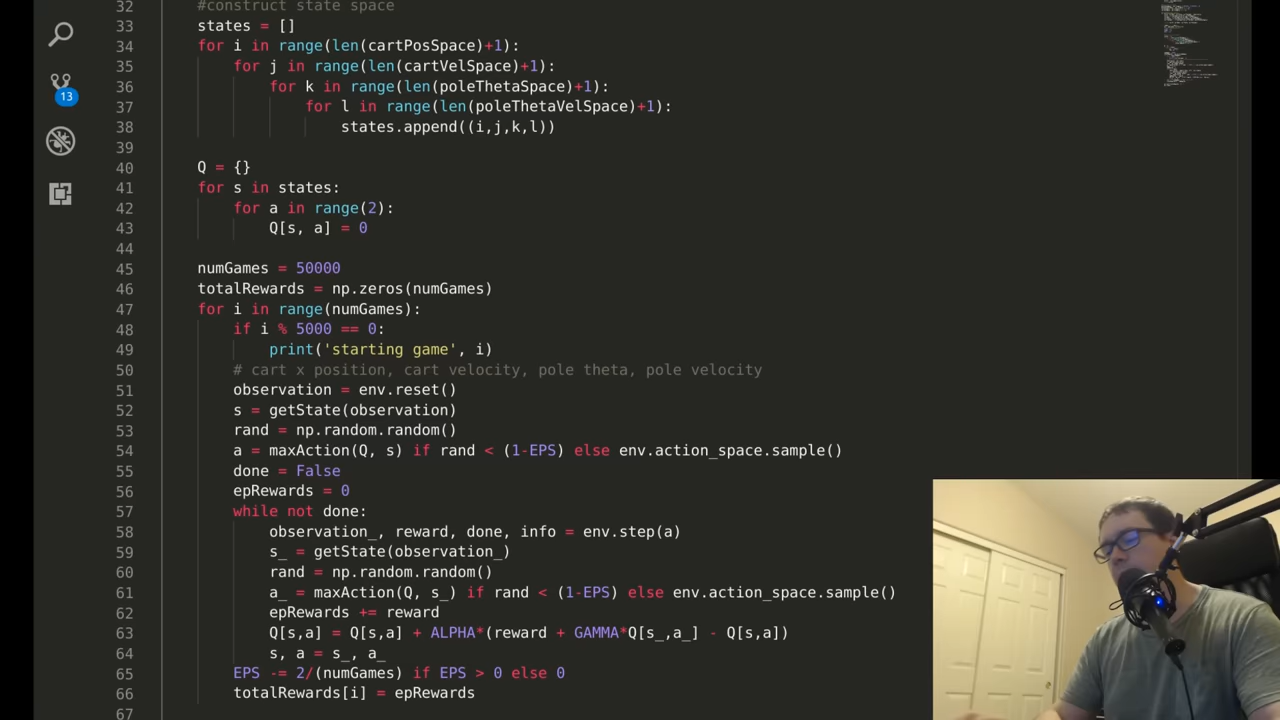 32 #construct state space
33 states = []
34 for i in range(len(cartPosSpace)+1):
35 for j in range(len(cartVelSpace)+1):
36 for k in range(len(poleThetaSpace)+1):
37 for l in range(len(poleThetaVelSpace)+1):
38 states.append((i,j,k,l))
39
40 Q = {}
41 for s in states:
42 for a in range(2):
43 Q[s, a] = 0
44
45 numGames = 50000
46 totalRewards = np.zeros(numGames)
47 for i in range(numGames):
48 if i % 5000 == 0:
49 print('starting game', i)
50 # cart x position, cart velocity, pole theta, pole velocity
51 observation = env.reset()
52 s = getState(observation)
53 rand = np.random.random()
54 a = maxAction(Q, s) if rand < (1-EPS) else env.action_space.sample()
55 done = False
56 epRewards = 0
57 while not done:
58 observation_, reward, done, info = env.step(a)
59 s_ = getState(observation_)
60 rand = np.random.random()
61 a_ = maxAction(Q, s_) if rand < (1-EPS) else env.action_space.sample()
62 epRewards += reward
63 Q[s,a] = Q[s,a] + ALPHA*(reward + GAMMA*Q[s_,a_] - Q[s,a])
64 s, a = s_, a_
65 EPS -= 2/(numGames) if EPS > 0 else 0
66 totalRewards[i] = epRewards
67
13